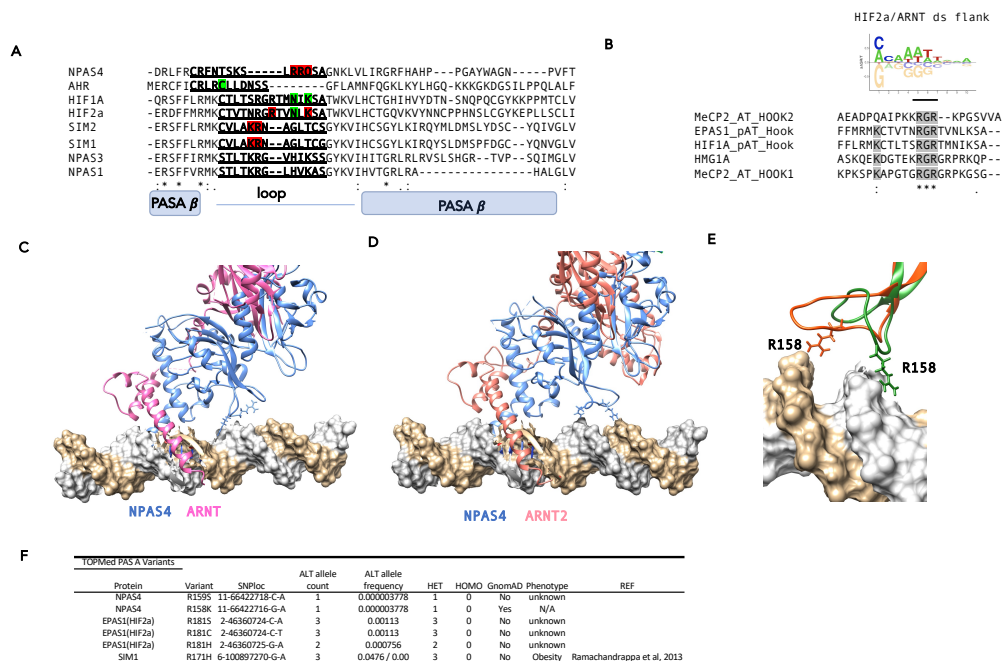 A
NPAS4 -DRLFRCRFNTSKS-----LRRQSAGNKLVLIRGRFHAHP---PGAYWAGN-----PVFT
AHR MERCFICRLRCLLDNSS--------GFLAMNFQGKLKYLHGQ-KKKGKDGSILPPQLALF
HIF1A -DRQSFFLRMKCTLTSRGRTMNIKSATWKVLHCTGHIHVYDTN-SNQPQCGYKKPPMTCLV
HIF2a -ERSFFMRMKCTVTNRGRTVNLKSATWKVLHCTGQVKVYNNCPPHNSLCGYKEPLLSCLI
SIM2 -ERSFFLRMKCVLAKRN--AGLTCSGYKVIHCSGYLKIRQYMLDMSLYDSC--YQIVGLV
SIM1 -ERSFFLRMKCVLAKRN--AGLTCGGYKVIHCSGYLKIRQYSLDMSPFDGC--YQNVGLV
NPAS3 -ERSFFIRMKSTLTKRG--VHIKSSGYKVIHITGRLRLRVSLSHGR--TVP--SQIMGLV
NPAS1 -ERSFFVRMKSTLTKRG--LHVKASGYKVIHVTGRLRA------------HALGLV
:* * * .: : : * . :
PASA β
loop
PASA β
B
HIF2a/ARNT ds flank
MeCP2_AT_HOOK2 AEADPQAIPKKRGR--KPGSVVA
EPAS1_pAT_Hook FFMRMKCTVTNRGRTVNLKSA--
HIF1A_pAT_Hook FFLRMKCTLTSRGRTMNIKSA--
HMG1A ASKQEKDGTEKRGRGRPRKQP--
MeCP2_AT_HOOK1 KPKSPKAPGTGRGRGRPKGSG--
: *** .
C
NPAS4 ARNT
D
NPAS4 ARNT2
E
R158
R158
F
TOPMed PAS A Variants
Protein Variant SNPloc ALT allele count ALT allele frequency HET HOMO GnomAD Phenotype REF
NPAS4 R159S 11-66422718-C-A 1 0.000003778 1 0 No unknown
NPAS4 R158K 11-66422716-G-A 1 0.000003778 1 0 Yes N/A
EPAS1(HIF2a) R181S 2-46360724-C-A 3 0.00113 3 0 No unknown
EPAS1(HIF2a) R181C 2-46360724-C-T 3 0.00113 3 0 No unknown
EPAS1(HIF2a) R181H 2-46360725-G-A 2 0.000756 2 0 No unknown
SIM1 R171H 6-100897270-G-A 3 0.0476 / 0.00 3 0 No Obesity Ramachandrappa et al, 2013